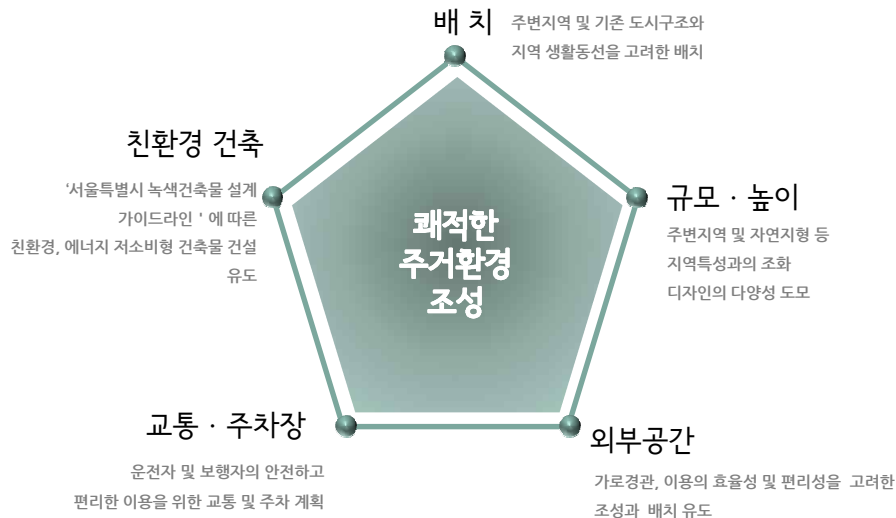 배 치
주변지역 및 기존 도시구조와
지역 생활동선을 고려한 배치
친환경 건축
‘서울특별시 녹색건축물 설계
가이드라인 ' 에 따른
친환경, 에너지 저소비형 건축물 건설
유도
규모 · 높이
주변지역 및 자연지형 등
지역특성과의 조화
디자인의 다양성 도모
쾌적한
주거환경
조성
교통 · 주차장
운전자 및 보행자의 안전하고
편리한 이용을 위한 교통 및 주차 계획
외부공간
가로경관, 이용의 효율성 및 편리성을 고려한
조성과 배치 유도